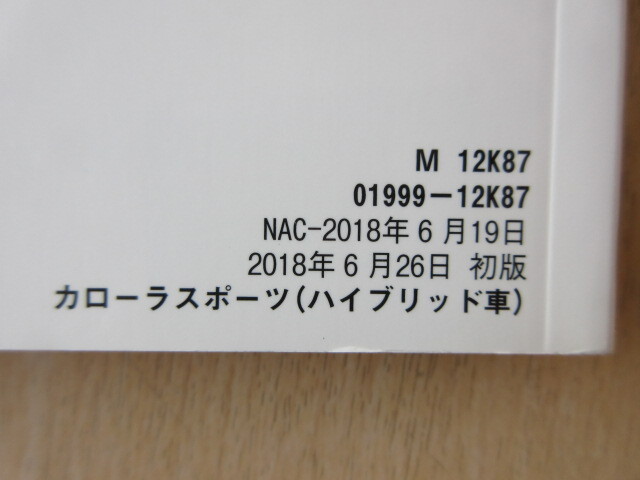 M 12K87
01999－12K87
NAC-2018年6月19日
2018年6月26日 初版
カローラスポーツ(ハイブリッド車)